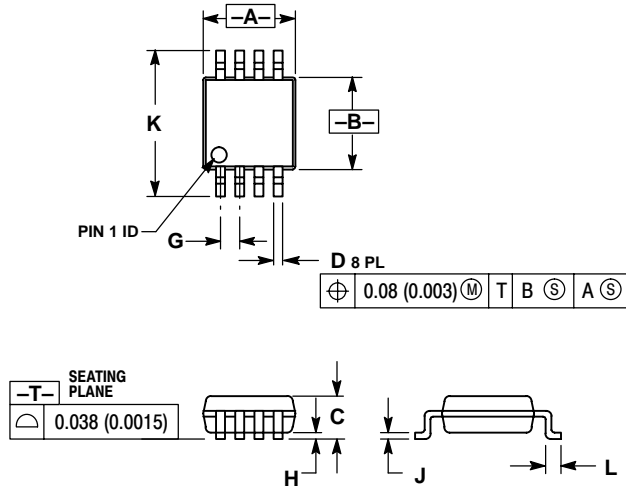 –A–
K
–B–
PIN 1 ID
G
D 8 PL
⌖ 0.08 (0.003) Ⓜ T B Ⓢ A Ⓢ
–T– SEATING PLANE
⌓ 0.038 (0.0015)
C
H
J
L